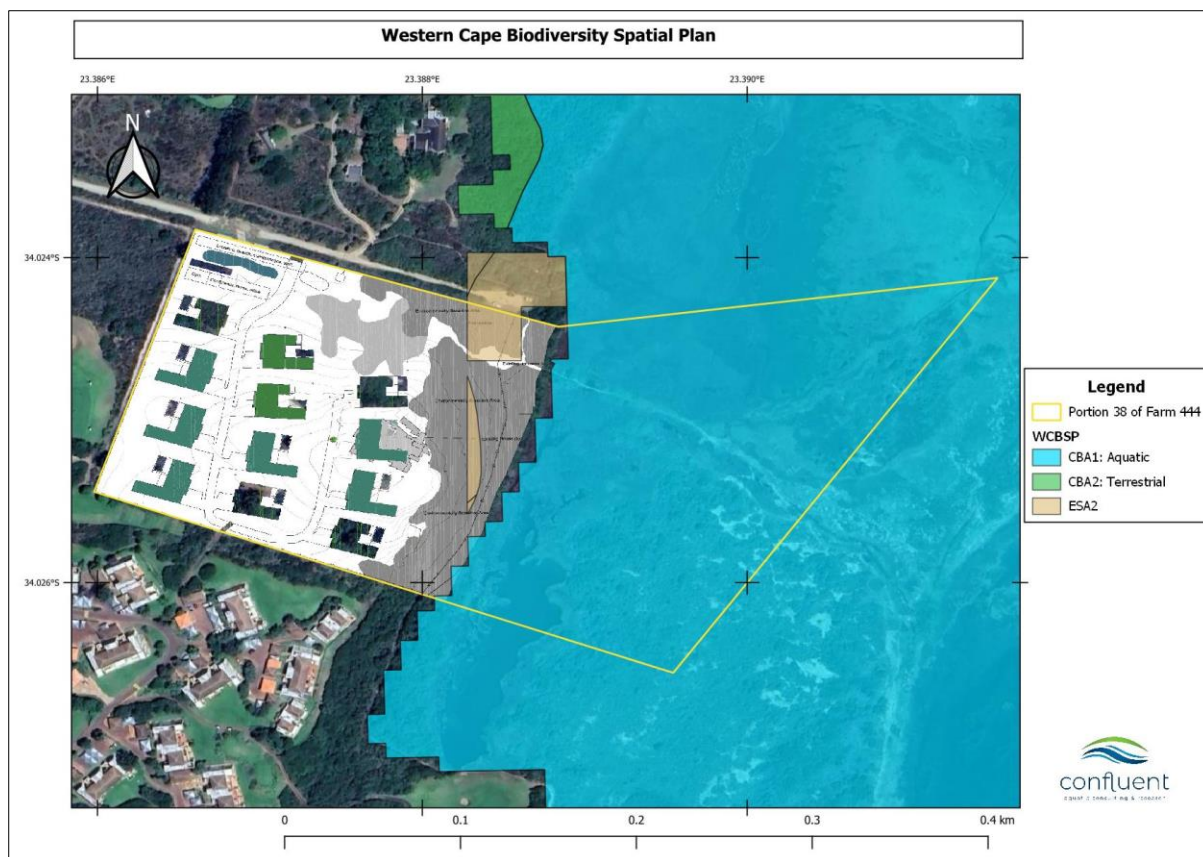 Western Cape Biodiversity Spatial Plan
23.386°E
23.388°E
23.390°E
N
34.024°S
34.026°S
Legend
Portion 38 of Farm 444
WCBSP
CBA1: Aquatic
CBA2: Terrestrial
ESA2
confluent
0
0.1
0.2
0.3
0.4 km